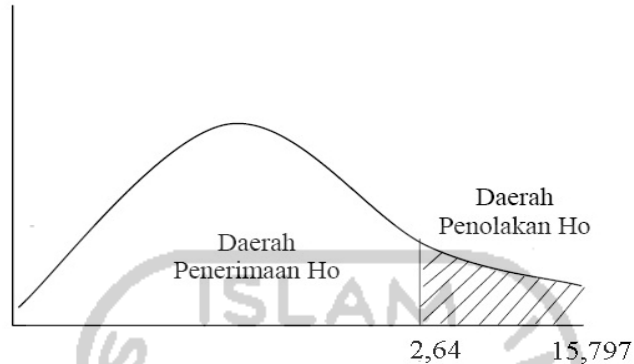 Daerah
Penolakan Ho
Daerah
Penerimaan Ho
ISLAM
2,64
15,797